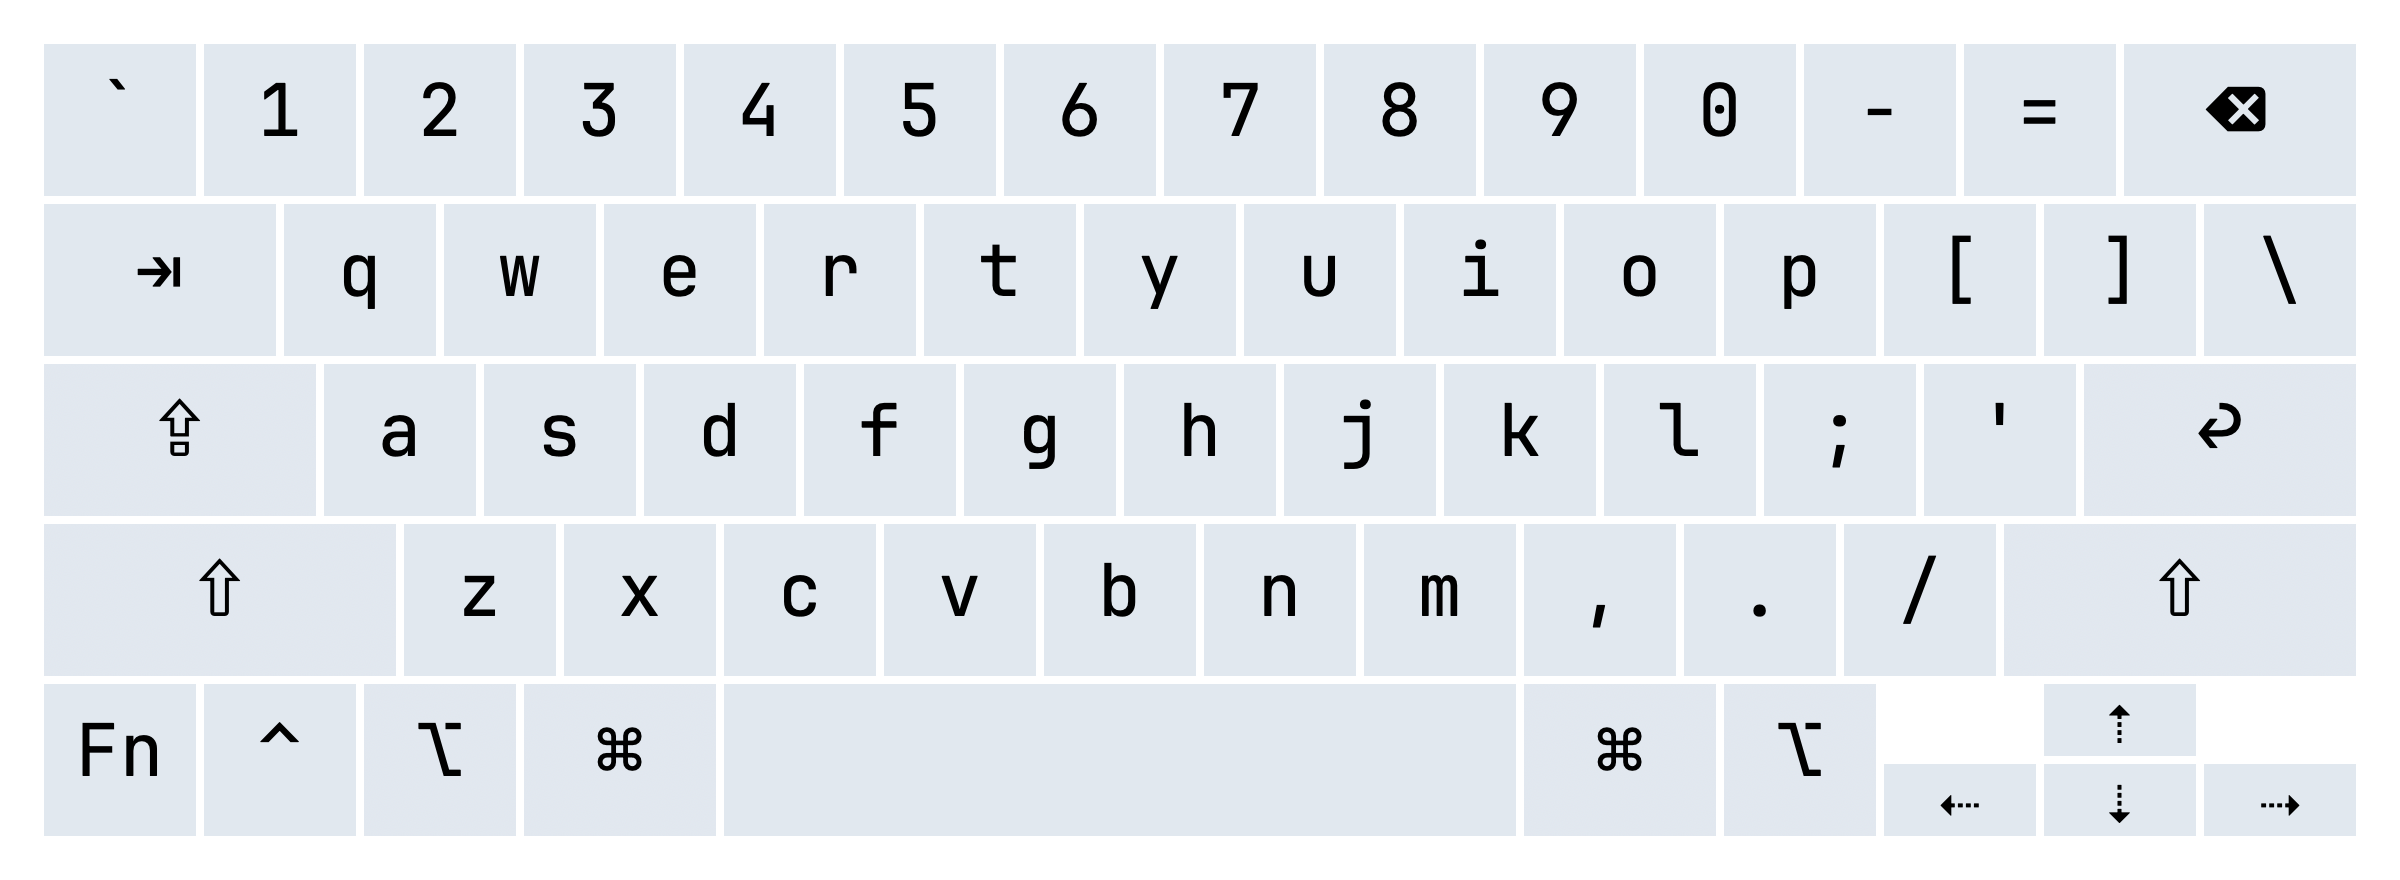 ` 1 2 3 4 5 6 7 8 9 0 - = ⌫
⇥ q w e r t y u i o p [ ] \
⇪ a s d f g h j k l ; ' ↩
⇧ z x c v b n m , . / ⇧
Fn ^ ⌥ ⌘ ⌘ ⌥ ⇡
⇠ ⇣ ⇢